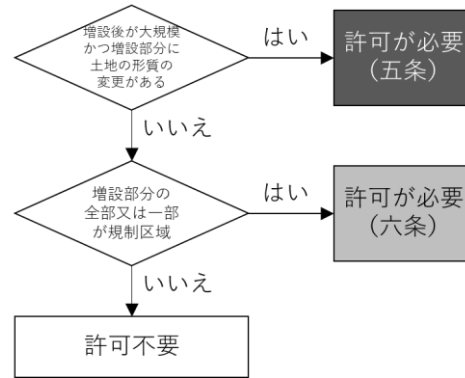 増設後が大規模
かつ増設部分に
土地の形質の
変更がある
はい
許可が必要
(五条)
いいえ
増設部分の
全部又は一部
が規制区域
はい
許可が必要
(六条)
いいえ
許可不要